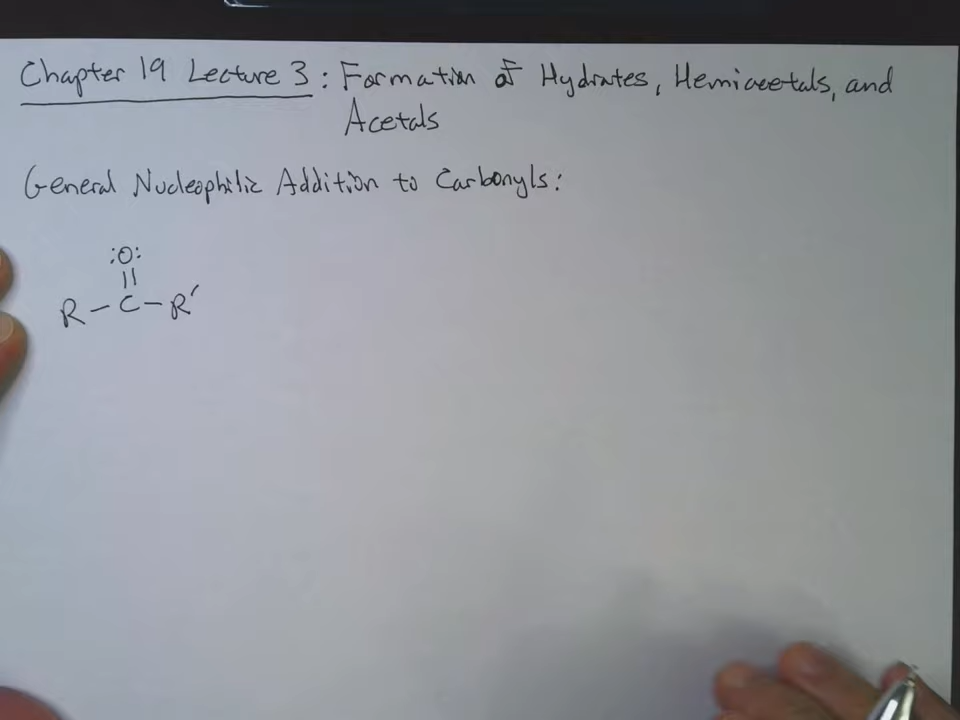 Chapter 19 Lecture 3: Formation of Hydrates, Hemiacetals, and
Acetals
General Nucleophilic Addition to Carbonyls:
:O:
||
R-C-R'